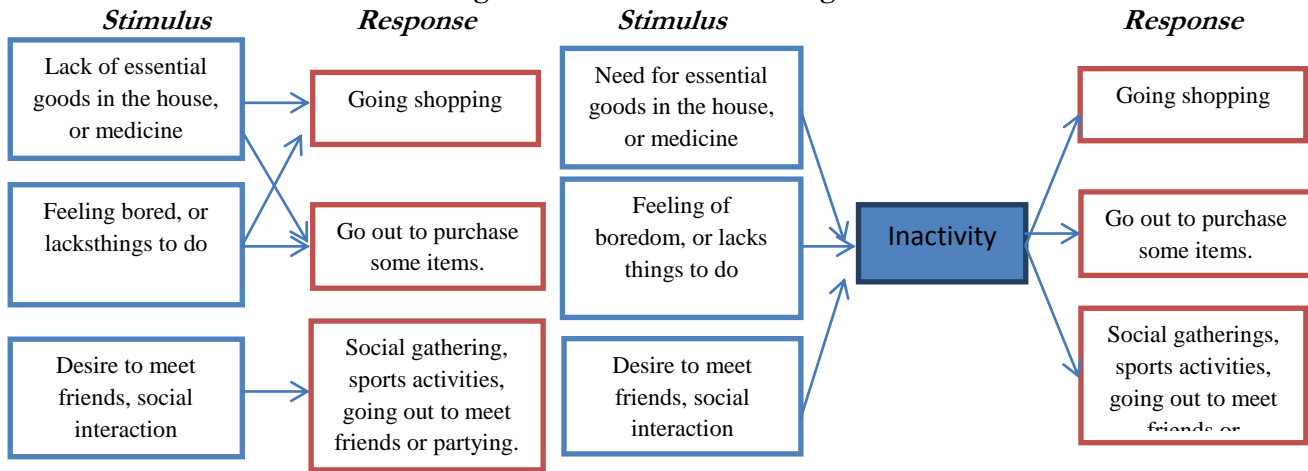 Stimulus
Response
Stimulus
Response
Lack of essential
goods in the house,
or medicine
Feeling bored, or
lacksthings to do
Desire to meet
friends, social
interaction
Going shopping
Go out to purchase
some items.
Social gathering,
sports activities,
going out to meet
friends or partying.
Need for essential
goods in the house,
or medicine
Feeling of
boredom, or lacks
things to do
Desire to meet
friends, social
interaction
Inactivity
Going shopping
Go out to purchase
some items.
Social gatherings,
sports activities,
going out to meet
friends or